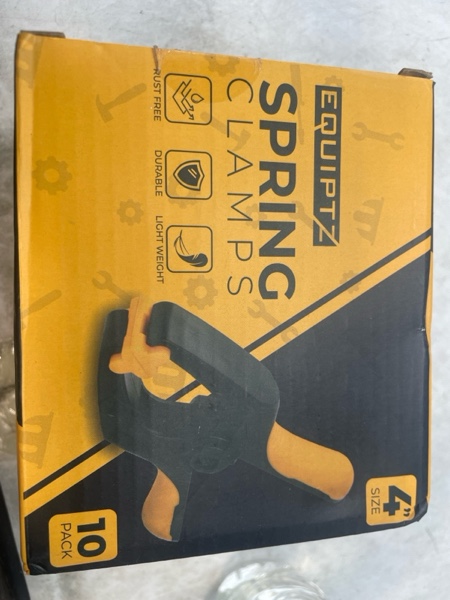 EQUIPTZ
SPRING
CLAMPS
RUST FREE
DURABLE
LIGHT WEIGHT
4"
SIZE
10
PACK